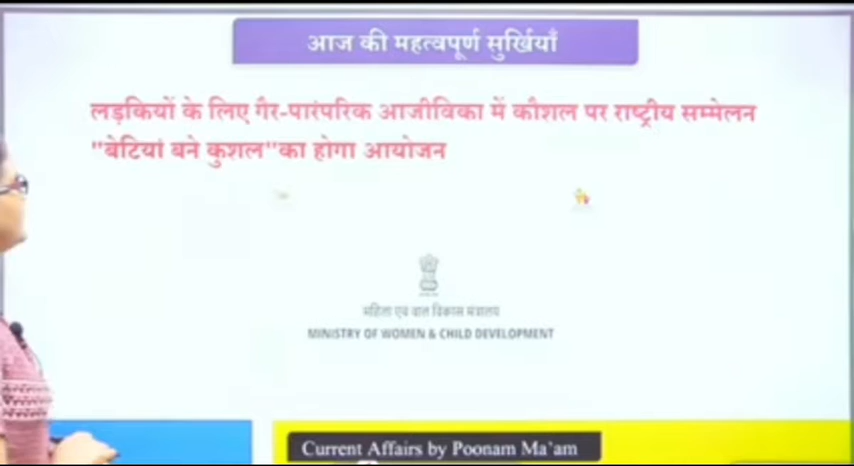 आज की महत्वपूर्ण सुर्खियाँ
लड़कियों के लिए गैर-पारंपरिक आजीविका में कौशल पर राष्ट्रीय सम्मेलन
"बेटियां बने कुशल"का होगा आयोजन
महिला एवं बाल विकास मंत्रालय
MINISTRY OF WOMEN & CHILD DEVELOPMENT
Current Affairs by Poonam Ma'am